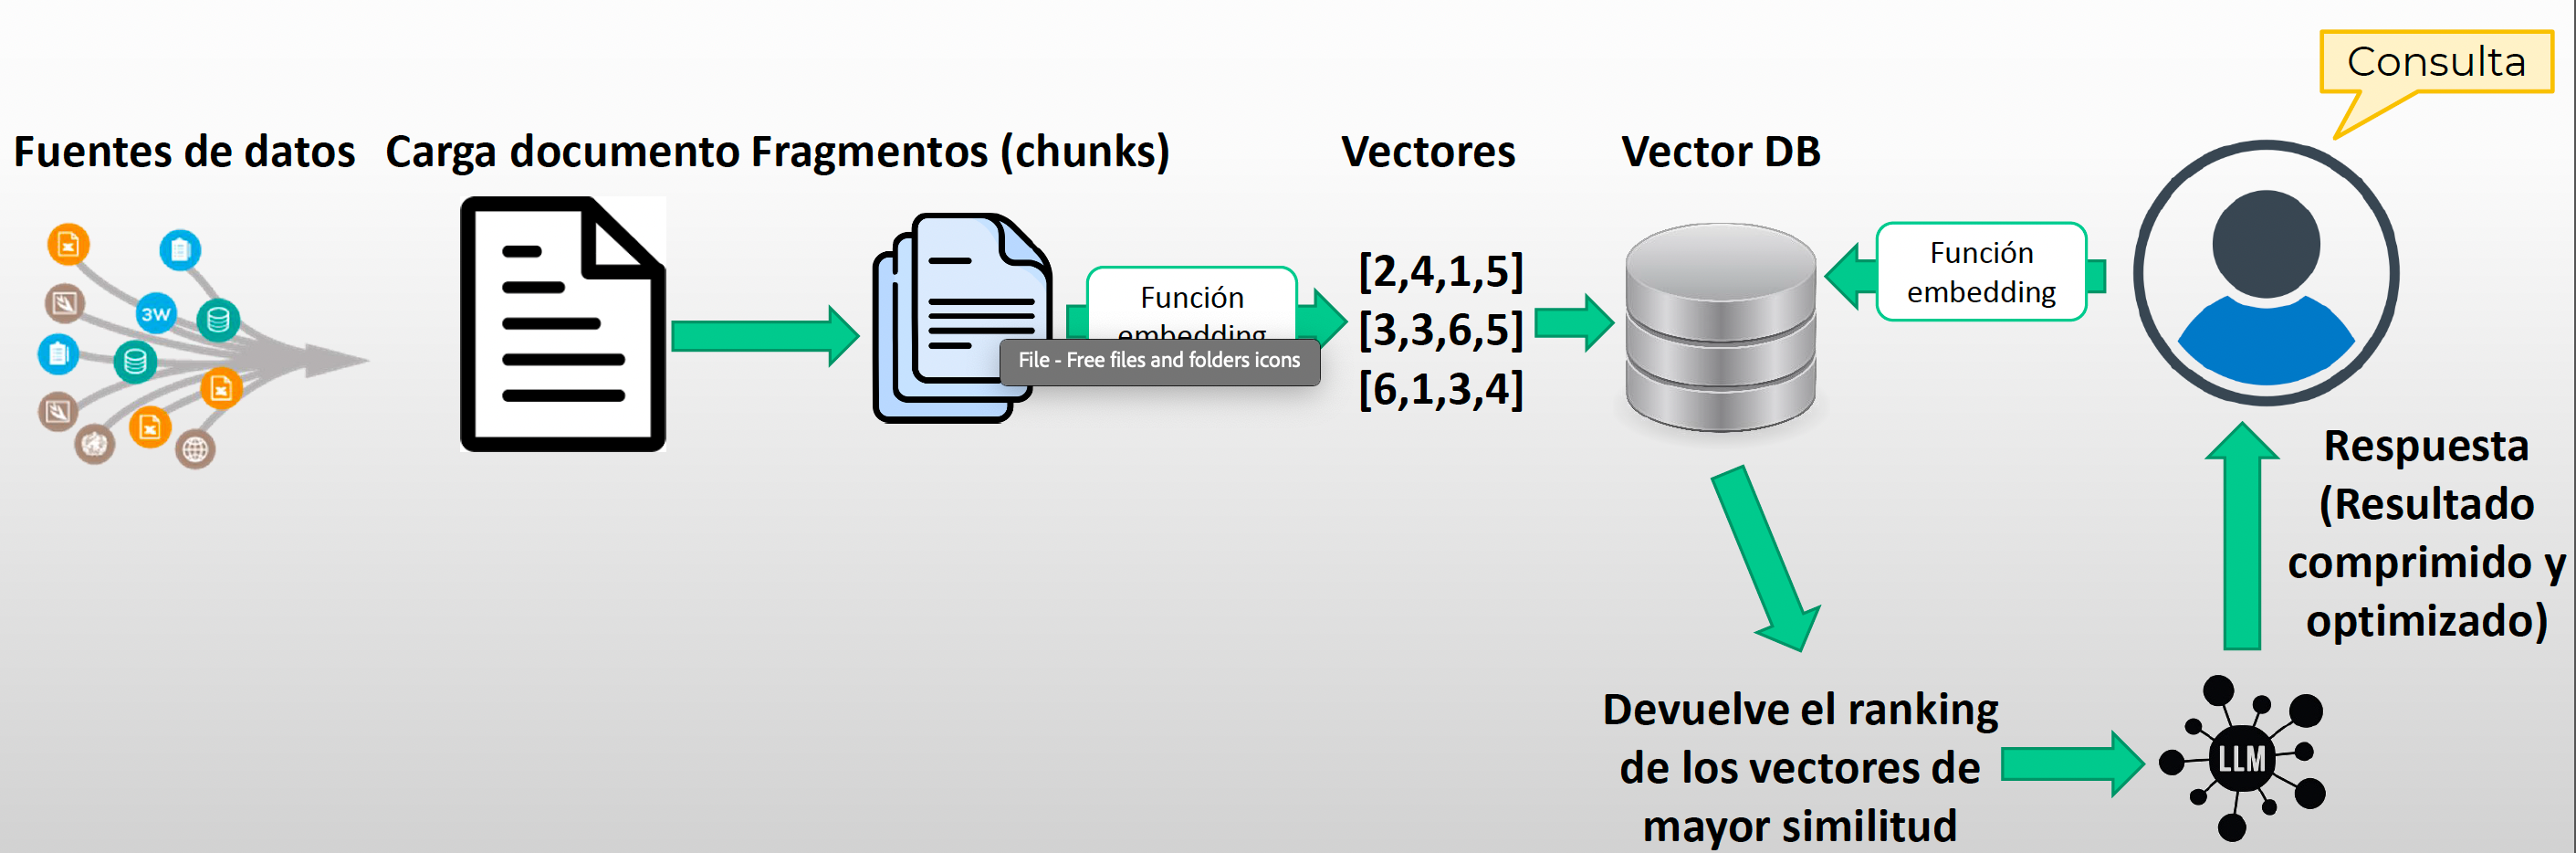 Consulta
Fuentes de datos
Carga documento
Fragmentos (chunks)
Vectores
Vector DB
3W
Función
embedding
File - Free files and folders icons
[2,4,1,5]
[3,3,6,5]
[6,1,3,4]
Función
embedding
Respuesta
(Resultado
comprimido y
optimizado)
Devuelve el ranking
de los vectores de
mayor similitud
LLM